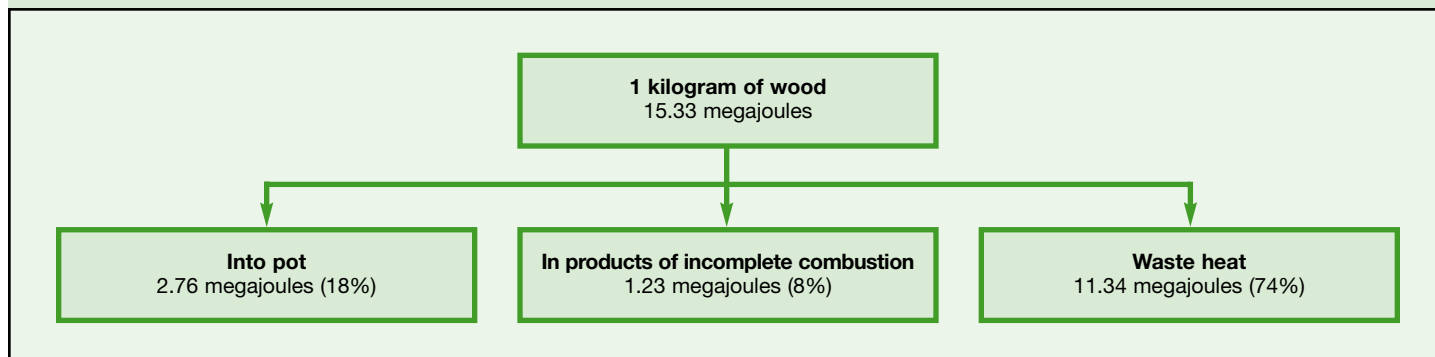 1 kilogram of wood
15.33 megajoules
Into pot
2.76 megajoules (18%)
In products of incomplete combustion
1.23 megajoules (8%)
Waste heat
11.34 megajoules (74%)